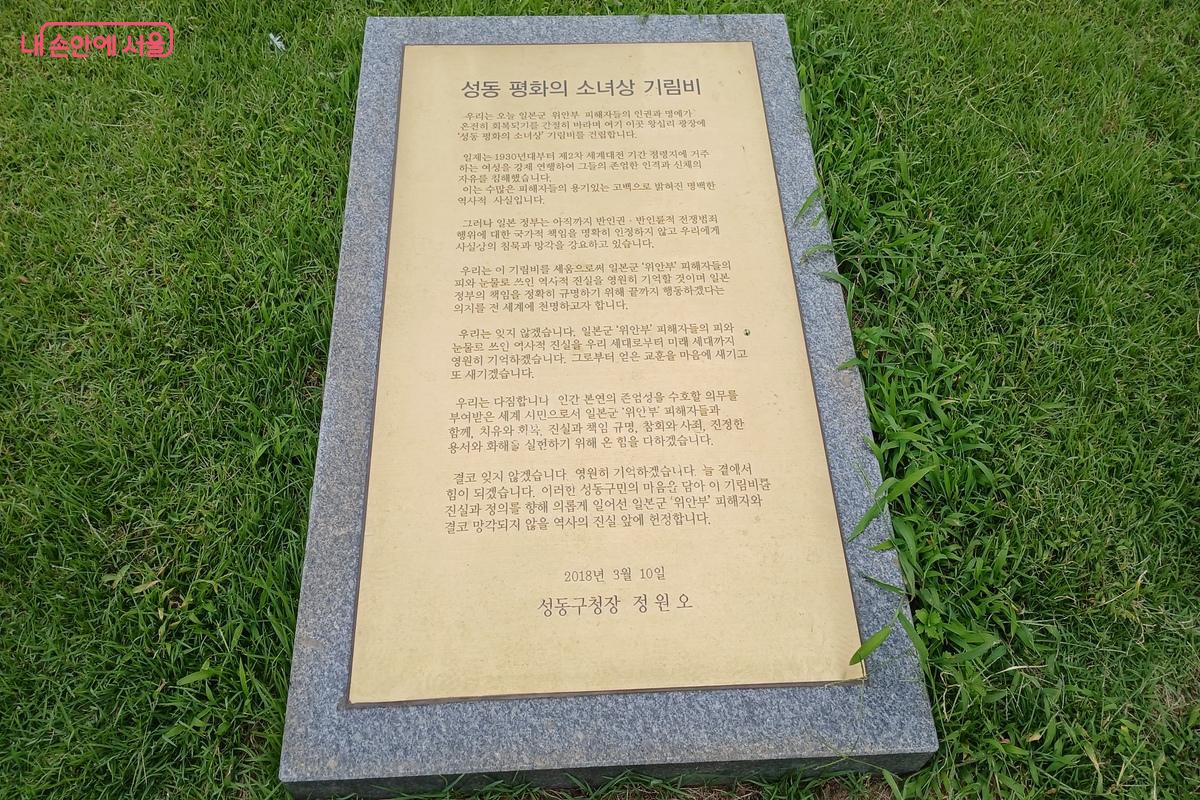 내 손안에 서울
성동 평화의 소녀상 기림비
우리는 오늘 일본군 위안부 피해자들의 인권과 명예가
온전히 회복되기를 간절히 바라며 여기 이곳 왕십리 광장에
'성동 평화의 소녀상' 기림비를 건립합니다.
일제는 1930년대부터 제2차 세계대전 기간 점령지에 거주
하는 여성을 강제 연행하여 그들의 존엄한 인격과 신체의
자유를 침해했습니다.
이는 수많은 피해자들의 용기있는 고백으로 밝혀진 명백한
역사적 사실입니다.
그러나 일본 정부는 아직까지 반인권·반인륜적 전쟁범죄
행위에 대한 국가적 책임을 명확히 인정하지 않고 우리에게
사실상의 침묵과 망각을 강요하고 있습니다.
우리는 이 기림비를 세움으로써 일본군 '위안부' 피해자들의
피와 눈물로 쓰인 역사적 진실을 영원히 기억할 것이며 일본
정부의 책임을 정확히 규명하기 위해 끝까지 행동하겠다는
의지를 전 세계에 천명하고자 합니다.
우리는 잊지 않겠습니다. 일본군 '위안부' 피해자들의 피와
눈물로 쓰인 역사적 진실을 우리 세대로부터 미래 세대까지
영원히 기억하겠습니다. 그로부터 얻은 교훈을 마음에 새기고
또 새기겠습니다.
우리는 다짐합니다 인간 본연의 존엄성을 수호할 의무를
부여받은 세계 시민으로서 일본군 '위안부' 피해자들과
함께, 치유와 회복, 진실과 책임 규명, 참회와 사죄, 진정한
용서와 화해를 실현하기 위해 온 힘을 다하겠습니다.
결코 잊지 않겠습니다 영원히 기억하겠습니다. 늘 곁에서
힘이 되겠습니다. 이러한 성동구민의 마음을 담아 이 기림비를
진실과 정의를 향해 의롭게 일어선 일본군 '위안부' 피해자와
결코 망각되지 않을 역사의 진실 앞에 헌정합니다.
2018년 3월 10일
성동구청장 정원오